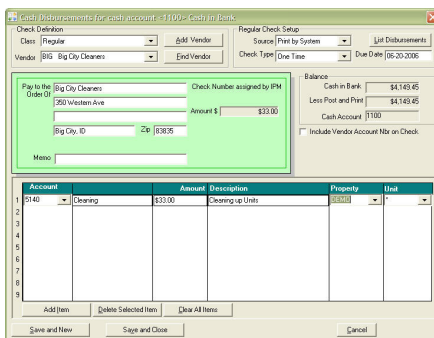 Cash Disbursements for cash account <1100> Cash in Bank
Check Definition
Class Regular Add Vendor
Vendor BIG Big City Cleaners Find Vendor
Regular Check Setup
Source Print by System List Disbursements
Check Type One Time Due Date 06-20-2006
Pay to the Order Of Big City Cleaners Check Number assigned by IPM
350 Western Ave
Amount $ $33.00
Big City, ID Zip 83835
Memo
Balance
Cash in Bank $4,149.45
Less Post and Print $4,149.45
Cash Account 1100
Include Vendor Account Nbr on Check
Account Amount Description Property Unit
1 5140 Cleaning $33.00 Cleaning up Units DEMO *
2
3
4
5
6
7
8
9
Add Item Delete Selected Item Clear All Items
Save and New Save and Close Cancel